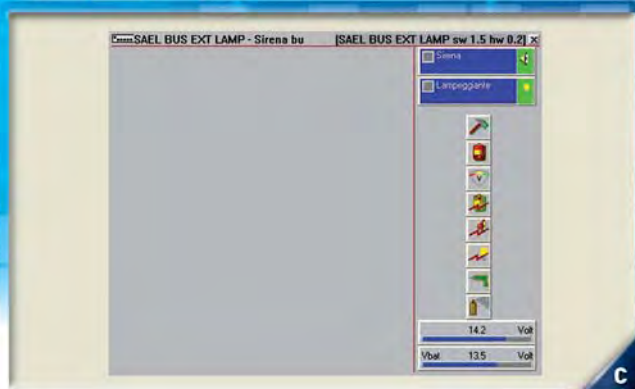 SAEL BUS EXT LAMP - Sirena bu [SAEL BUS EXT LAMP sw 1.5 hw 0.2]
Sirena
Lampeggiante
14.2 Volt
Vbat 13.5 Volt
C